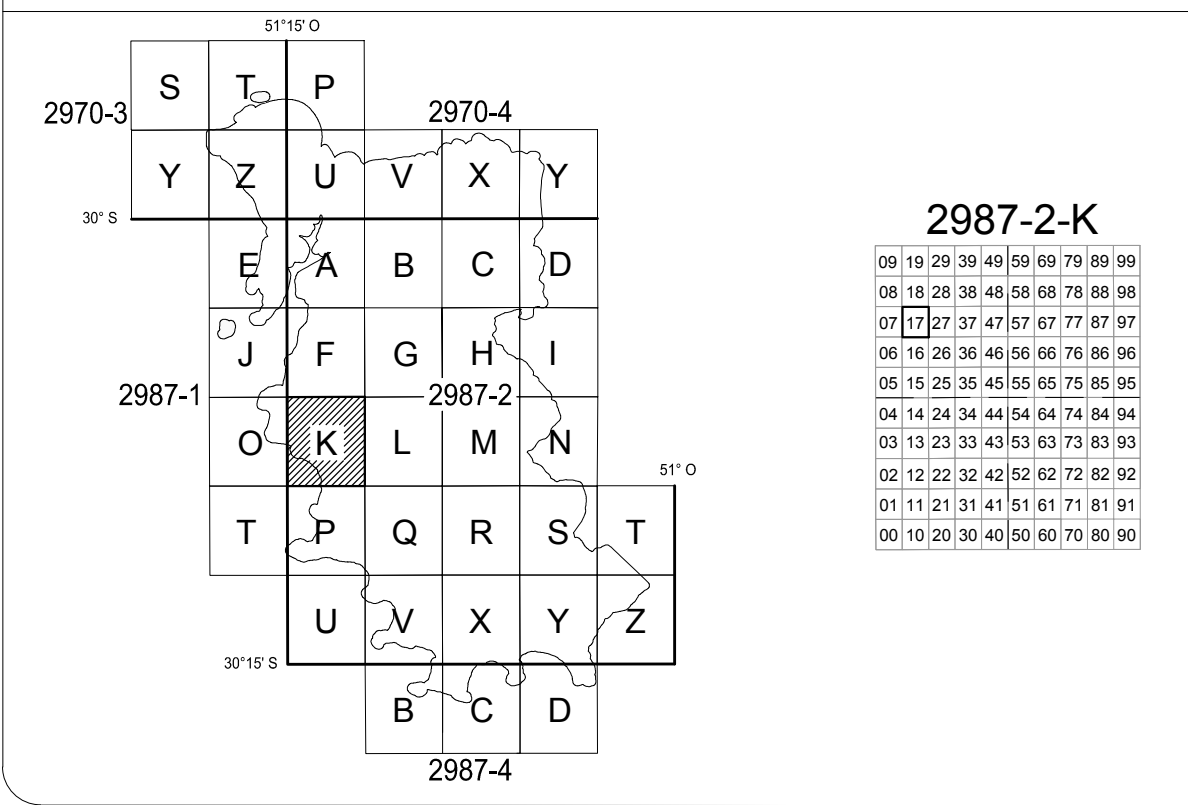 51°15' O
S T P
2970-3 2970-4
Y Z U V X Y
30° S
E A B C D
J F G H I
2987-1 2987-2
O K L M N
51° O
T P Q R S T
U V X Y Z
30°15' S
B C D
2987-4
2987-2-K
09 19 29 39 49 59 69 79 89 99
08 18 28 38 48 58 68 78 88 98
07 17 27 37 47 57 67 77 87 97
06 16 26 36 46 56 66 76 86 96
05 15 25 35 45 55 65 75 85 95
04 14 24 34 44 54 64 74 84 94
03 13 23 33 43 53 63 73 83 93
02 12 22 32 42 52 62 72 82 92
01 11 21 31 41 51 61 71 81 91
00 10 20 30 40 50 60 70 80 90